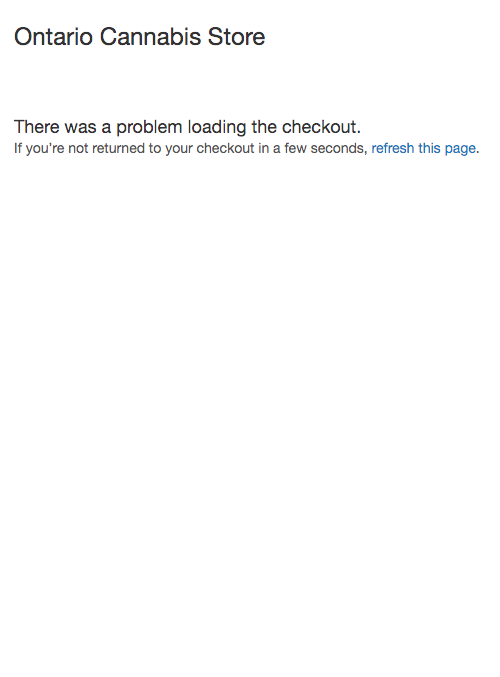 Ontario Cannabis Store
There was a problem loading the checkout.
If you're not returned to your checkout in a few seconds, refresh this page.